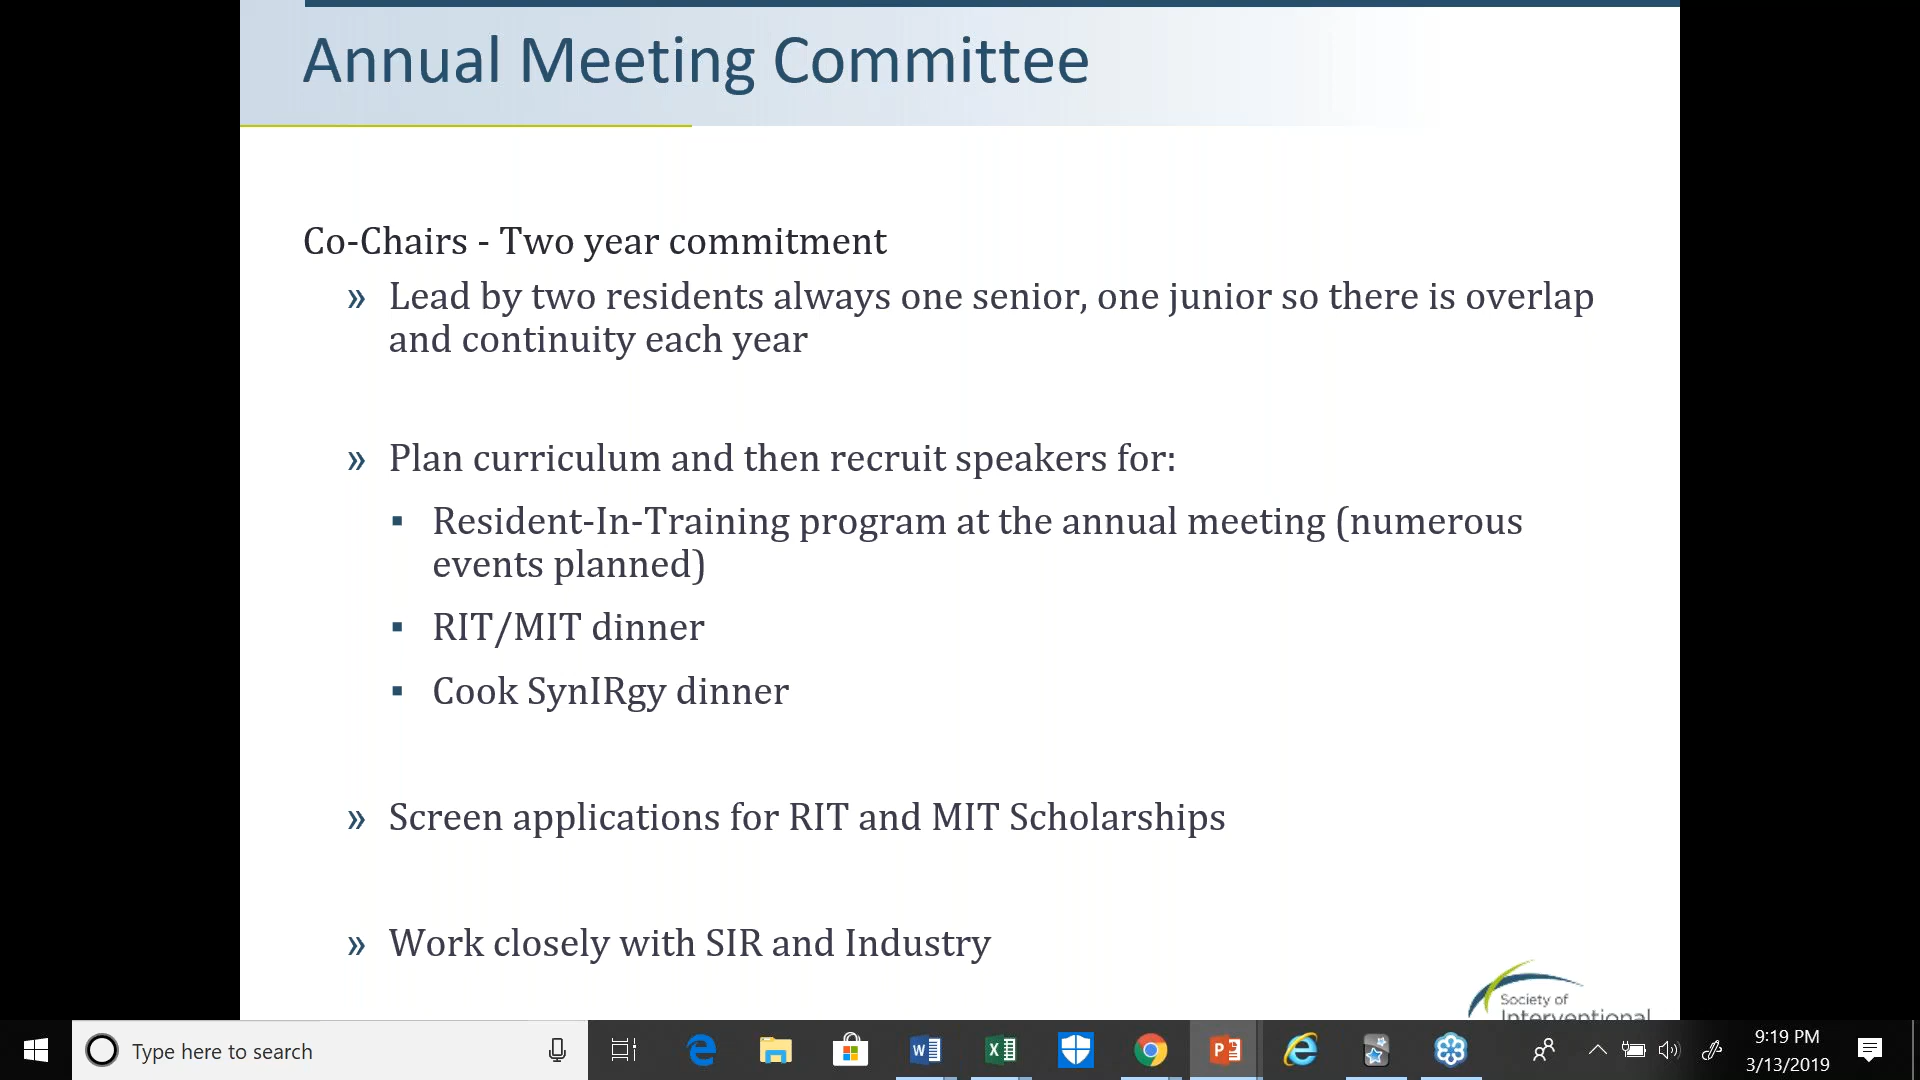 Annual Meeting Committee
Co-Chairs - Two year commitment
» Lead by two residents always one senior, one junior so there is overlap
and continuity each year
» Plan curriculum and then recruit speakers for:
▪ Resident-In-Training program at the annual meeting (numerous
events planned)
▪ RIT/MIT dinner
▪ Cook SynIRgy dinner
» Screen applications for RIT and MIT Scholarships
» Work closely with SIR and Industry
Society of
Interventional
Type here to search
9:19 PM
3/13/2019